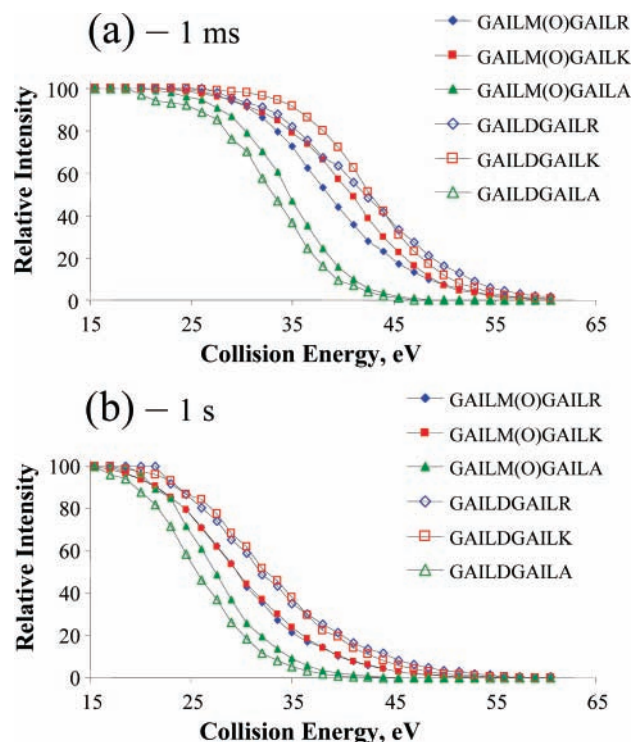 (a) – 1 ms
GAILM(O)GAILR
GAILM(O)GAILK
GAILM(O)GAILA
GAILDGAILR
GAILDGAILK
GAILDGAILA
Relative Intensity
100
80
60
40
20
0
15 25 35 45 55 65
Collision Energy, eV
(b) – 1 s
GAILM(O)GAILR
GAILM(O)GAILK
GAILM(O)GAILA
GAILDGAILR
GAILDGAILK
GAILDGAILA
Relative Intensity
100
80
60
40
20
0
15 25 35 45 55 65
Collision Energy, eV